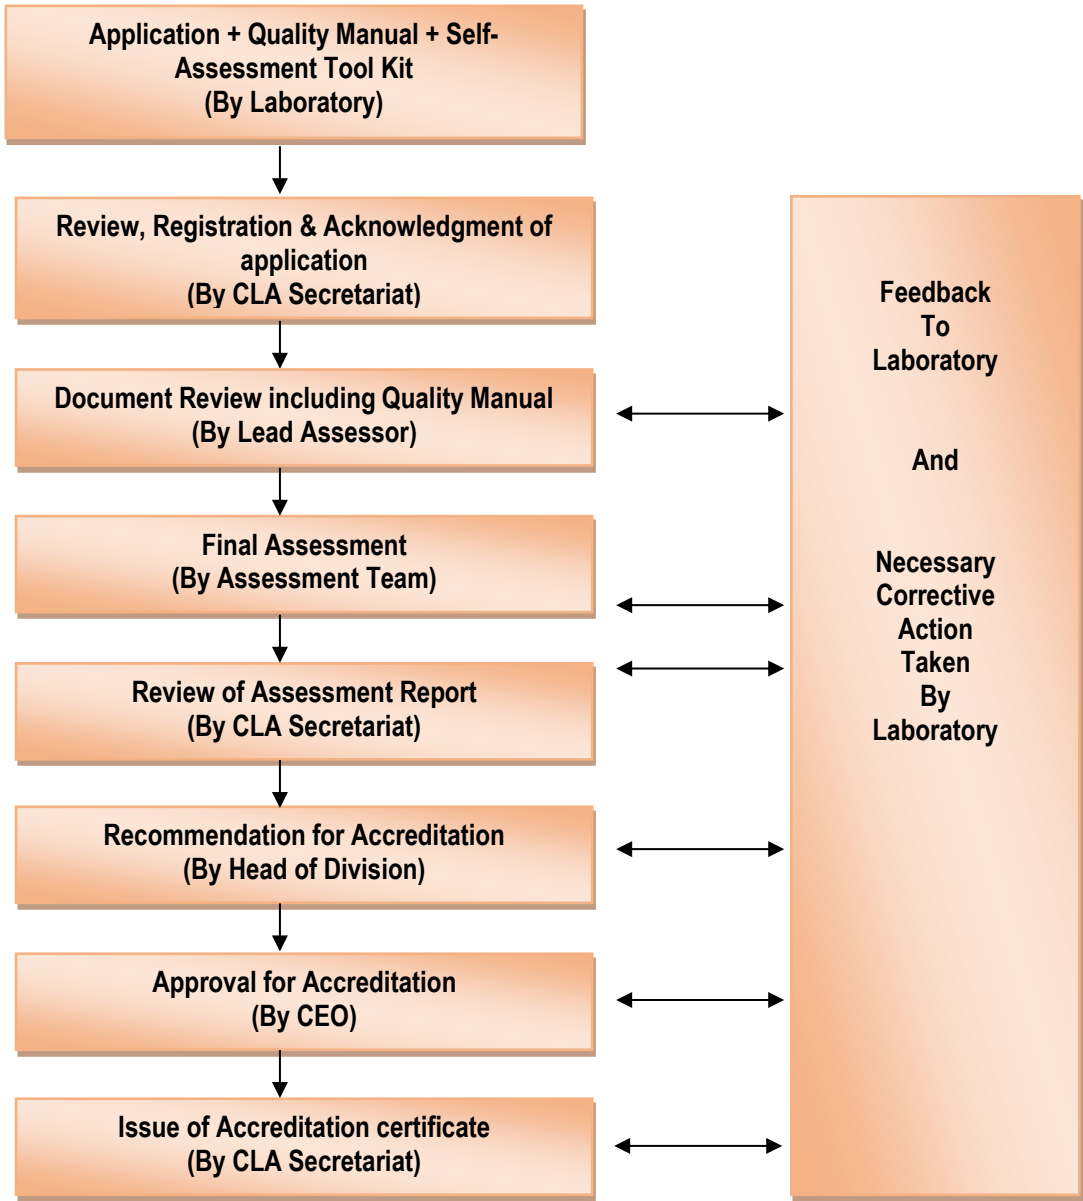 Application + Quality Manual + Self-
Assessment Tool Kit
(By Laboratory)
Review, Registration & Acknowledgment of
application
(By CLA Secretariat)
Document Review including Quality Manual
(By Lead Assessor)
Final Assessment
(By Assessment Team)
Review of Assessment Report
(By CLA Secretariat)
Recommendation for Accreditation
(By Head of Division)
Approval for Accreditation
(By CEO)
Issue of Accreditation certificate
(By CLA Secretariat)
Feedback
To
Laboratory
And
Necessary
Corrective
Action
Taken
By
Laboratory